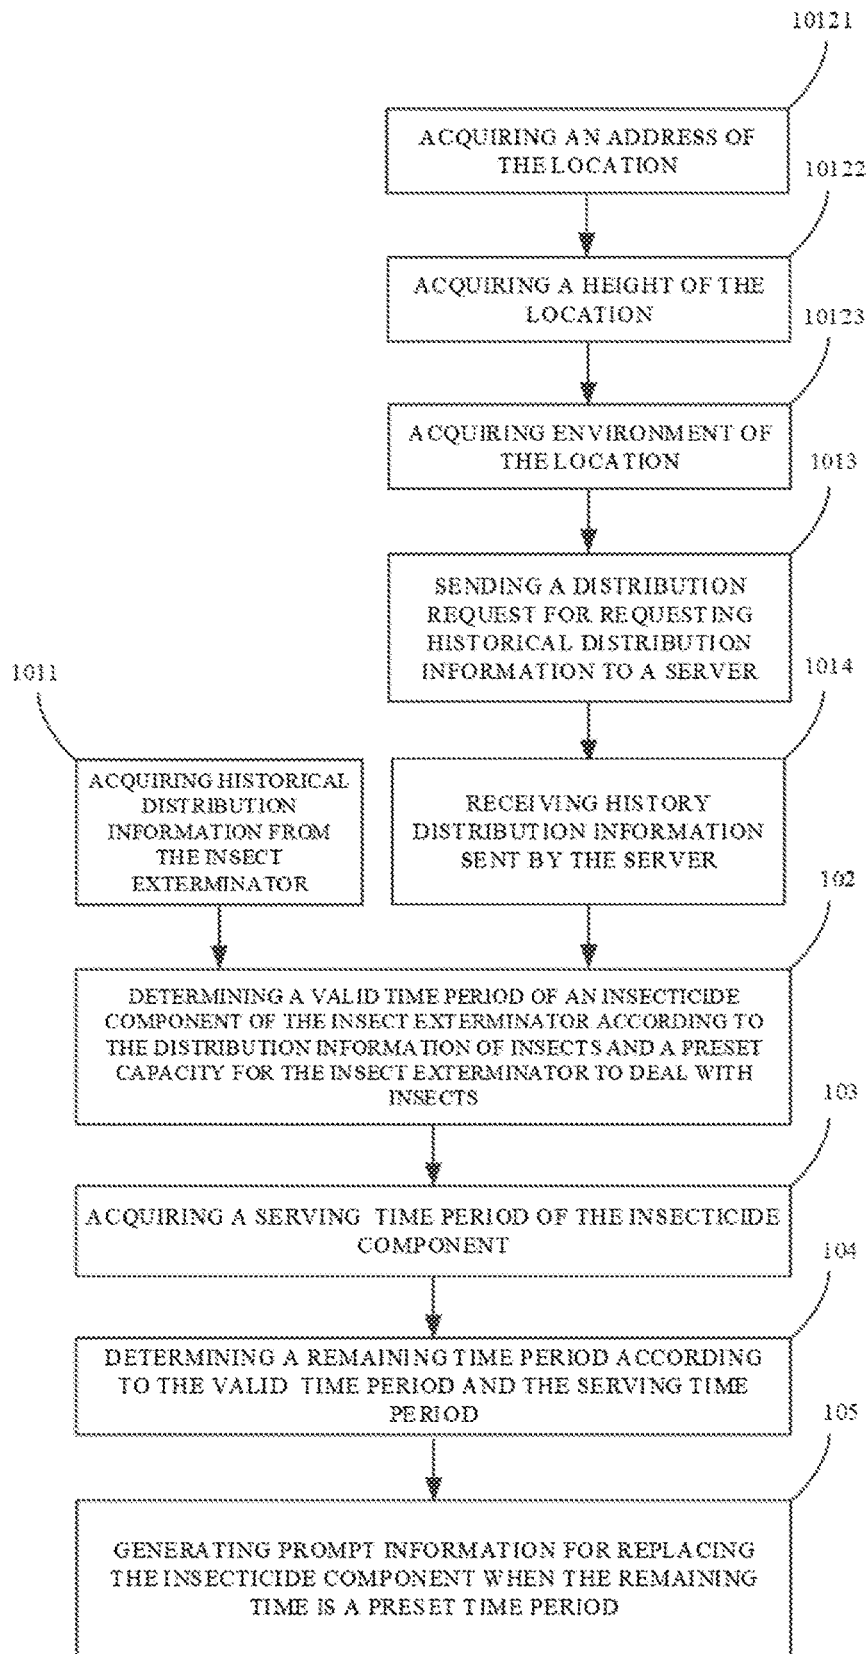 10121
ACQUIRING AN ADDRESS OF
THE LOCATION
10122
ACQUIRING A HEIGHT OF THE
LOCATION
10123
ACQUIRING ENVIRONMENT OF
THE LOCATION
1013
SENDING A DISTRIBUTION
REQUEST FOR REQUESTING
HISTORICAL DISTRIBUTION
INFORMATION TO A SERVER
1011
1014
ACQUIRING HISTORICAL
DISTRIBUTION
INFORMATION FROM
THE INSECT
EXTERMINATOR
RECEIVING HISTORY
DISTRIBUTION INFORMATION
SENT BY THE SERVER
102
DETERMINING A VALID TIME PERIOD OF AN INSECTICIDE
COMPONENT OF THE INSECT EXTERMINATOR ACCORDING TO
THE DISTRIBUTION INFORMATION OF INSECTS AND A PRESET
CAPACITY FOR THE INSECT EXTERMINATOR TO DEAL WITH
INSECTS
103
ACQUIRING A SERVING TIME PERIOD OF THE INSECTICIDE
COMPONENT
104
DETERMINING A REMAINING TIME PERIOD ACCORDING
TO THE VALID TIME PERIOD AND THE SERVING TIME
PERIOD
105
GENERATING PROMPT INFORMATION FOR REPLACING
THE INSECTICIDE COMPONENT WHEN THE REMAINING
TIME IS A PRESET TIME PERIOD